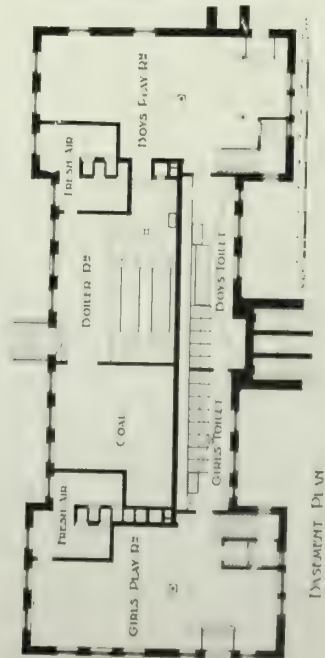 BOYS PLAY RM
FRESH AIR
BOILER RM
BOYS TOILET
COAL
GIRLS TOILET
FRESH AIR
GIRLS PLAY RM
BASEMENT PLAN